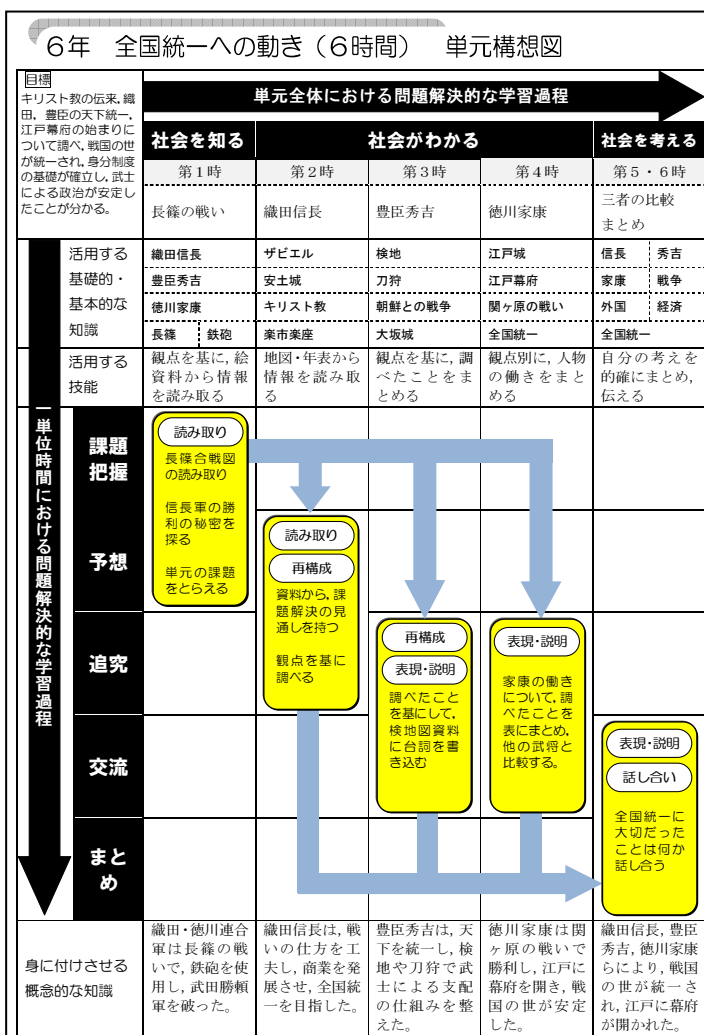 6年 全国統一への動き（6時間） 単元構想図
目標
キリスト教の伝来，織
田，豊臣の天下統一，
江戸幕府の始まりに
ついて調べ，戦国の世
が統一され，身分制度
の基礎が確立し，武士
による政治が安定し
たことが分かる。
単元全体における問題解決的な学習過程
社会を知る 社会がわかる 社会を考える
第１時 第２時 第３時 第４時 第５・６時
長篠の戦い 織田信長 豊臣秀吉 徳川家康
三者の比較
まとめ
活用する
基礎的・
基本的な
知識
織田信長
豊臣秀吉
徳川家康
長篠 鉄砲
ザビエル
安土城
キリスト教
楽市楽座
検地
刀狩
朝鮮との戦争
大坂城
江戸城
江戸幕府
関ヶ原の戦い
全国統一
信長 秀吉
家康 戦争
外国 経済
全国統一
活用する
技能
観点を基に，絵
資料から情報
を読み取る
地図・年表から
情報を読み取
る
観点を基に，調
べたことをま
とめる
観点別に，人物
の働きをまと
める
自分の考えを
的確にまとめ，
伝える
一単位時間における問題解決的な学習過程
課題
把握
予想
追究
交流
まと
め
読み取り
長篠合戦図
の読み取り
信長軍の勝
利の秘密を
探る
単元の課題
をとらえる
読み取り
再構成
資料から，課
題解決の見
通しを持つ
観点を基に
調べる
再構成
表現・説明
調べたこと
を基にして，
検地図資料
に台詞を書
き込む
表現・説明
家康の働き
について，調
べたことを
表にまとめ，
他の武将と
比較する。
表現・説明
話し合い
全国統一に
大切だった
ことは何か
話し合う
身に付けさせる
概念的な知識
織田・徳川連合
軍は長篠の戦
いで，鉄砲を使
用し，武田勝頼
軍を破った。
織田信長は，戦
いの仕方を工
夫し，商業を発
展させ，全国統
一を目指した。
豊臣秀吉は，天
下を統一し，検
地や刀狩で武
士による支配
の仕組みを整
えた。
徳川家康は関
ヶ原の戦いで
勝利し，江戸に
幕府を開き，戦
国の世が安定
した。
織田信長，豊臣
秀吉，徳川家康
らにより，戦国
の世が統一さ
れ，江戸に幕府
が開かれた。